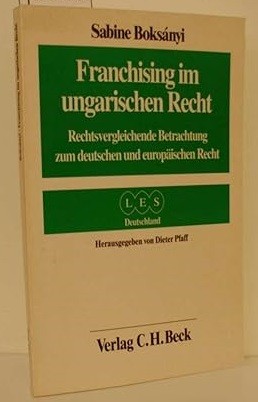 Sabine Boksányi
Franchising im
ungarischen Recht
Rechtsvergleichende Betrachtung
zum deutschen und europäischen Recht
L E S
Deutschland
Herausgegeben von Dieter Pfaff
Verlag C. H. Beck